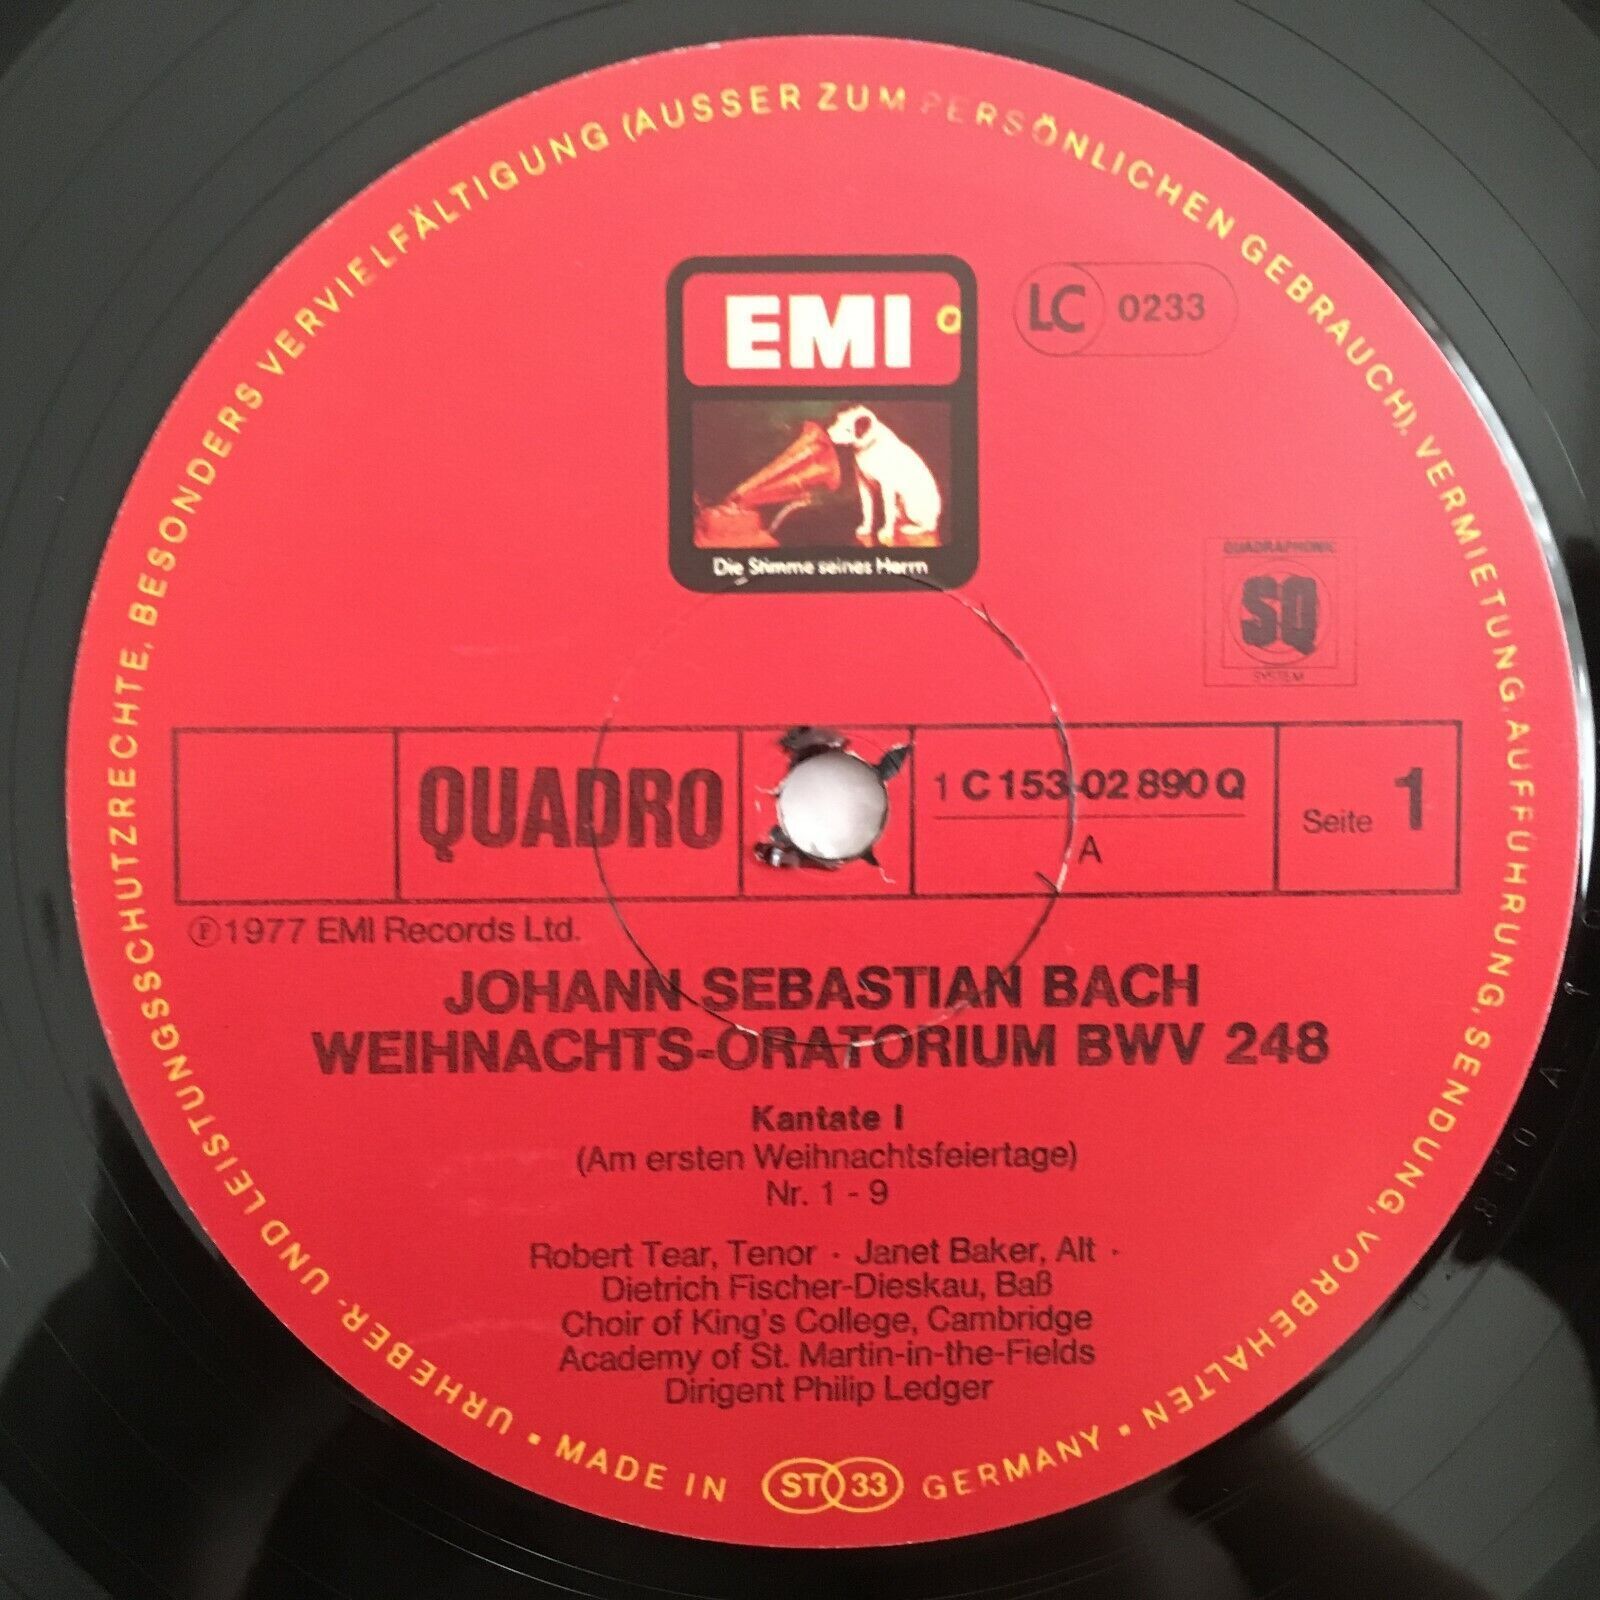 URHEBER- UND LEISTUNGSSCHUTZRECHTE, BESONDERS VERVIELFÄLTIGUNG (AUSSER ZUM PERSÖNLICHEN GEBRAUCH), VERMIETUNG, AUFFÜHRUNG, SENDUNG, VORBEHALTEN •
EMI
LC 0233
Die Stimme seines Herrn
QUADRAPHONIC
SQ
SYSTEM
QUADRO
1 C 153-02 890 Q
A
Seite 1
Ⓟ 1977 EMI Records Ltd.
JOHANN SEBASTIAN BACH
WEIHNACHTS-ORATORIUM BWV 248
Kantate I
(Am ersten Weihnachtsfeiertage)
Nr. 1 - 9
Robert Tear, Tenor · Janet Baker, Alt ·
Dietrich Fischer-Dieskau, Baß
Choir of King's College, Cambridge
Academy of St. Martin-in-the-Fields
Dirigent Philip Ledger
• MADE IN ST 33 GERMANY •